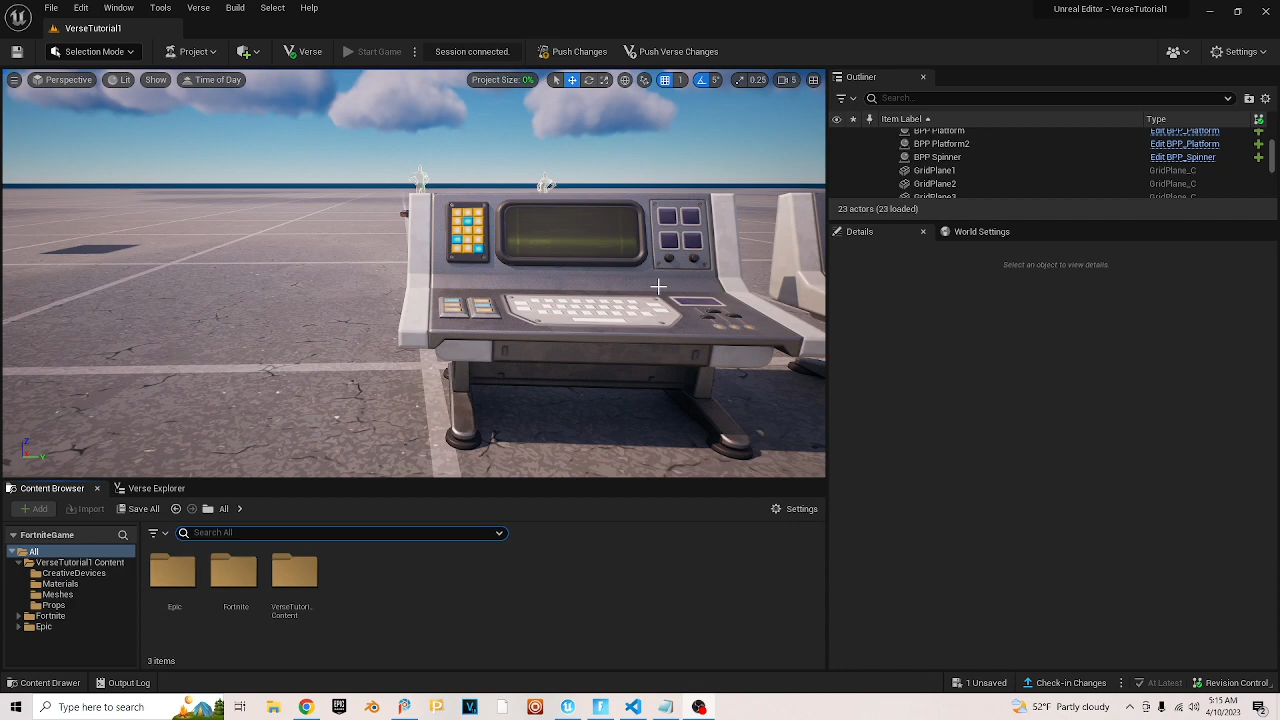 File Edit Window Tools Verse Build Select Help
Unreal Editor - VerseTutorial1
VerseTutorial1
Selection Mode Project Verse Start Game Session connected. Push Changes Push Verse Changes Settings
Perspective Lit Show Time of Day Project Size: 0% 1 5° 0.25 5
Outliner
Search...
Item Label Type
BPP Platform Edit BPP_Platform
BPP Platform2 Edit BPP_Platform
BPP Spinner Edit BPP_Spinner
GridPlane1 GridPlane_C
GridPlane2 GridPlane_C
GridPlane3 GridPlane_C
23 actors (23 loaded)
Details World Settings
Select an object to view details.
Z
Y
Content Browser Verse Explorer
Add Import Save All All Settings
FortniteGame
Search All
All
VerseTutorial1 Content
CreativeDevices
Materials
Meshes
Props
Fortnite
Epic
Epic
Fortnite
VerseTutori...
Content
3 items
Content Drawer Output Log 1 Unsaved Check-in Changes At Latest Revision Control
Type here to search
EPIC
52°F Partly cloudy
5:15 AM
4/10/2023